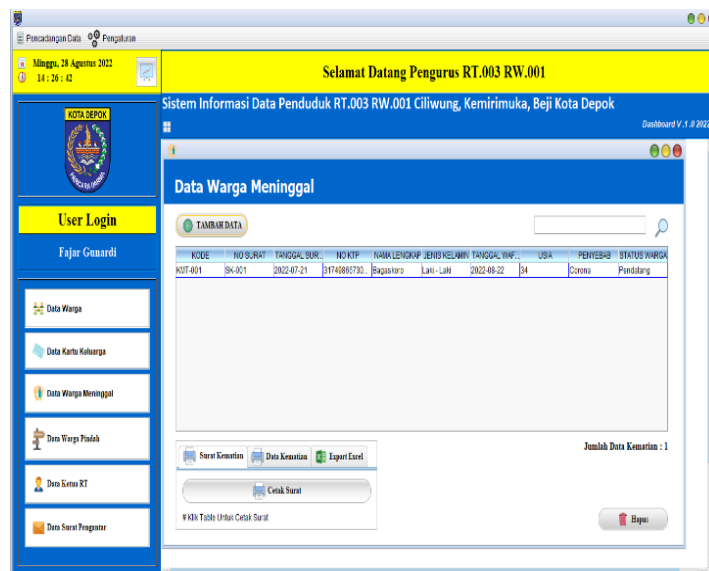 Pencadangan Data Pengaturan
Minggu, 28 Agustus 2022
14 : 26 : 42
Selamat Datang Pengurus RT.003 RW.001
Sistem Informasi Data Penduduk RT.003 RW.001 Ciliwung, Kemirimuka, Beji Kota Depok
Dashboard V .1 .0 2022
KOTA DEPOK
User Login
Fajar Gunardi
Data Warga
Data Kartu Keluarga
Data Warga Meninggal
Data Warga Pindah
Data Ketua RT
Data Surat Pengantar
Data Warga Meninggal
TAMBAH DATA
KODE NO SURAT TANGGAL SUR... NO KTP NAMA LENGKAP JENIS KELAMIN TANGGAL WAF... USIA PENYEBAB STATUS WARGA
KMT-001 SK-001 2022-07-21 31749866730... Bagaskoro Laki - Laki 2022-08-22 34 Corona Pendatang
Jumlah Data Kematian : 1
Surat Kematian Data Kematian Export Excel
Cetak Surat
# Klik Table Untuk Cetak Surat
Hapus